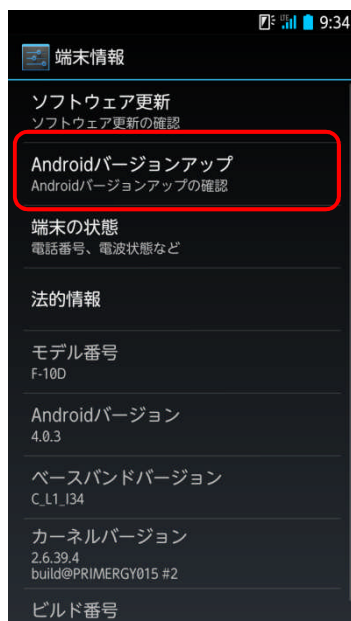 LTE 9:34
端末情報
ソフトウェア更新
ソフトウェア更新の確認
Androidバージョンアップ
Androidバージョンアップの確認
端末の状態
電話番号、電波状態など
法的情報
モデル番号
F-10D
Androidバージョン
4.0.3
ベースバンドバージョン
C_L1_I34
カーネルバージョン
2.6.39.4
build@PRIMERGY015 #2
ビルド番号